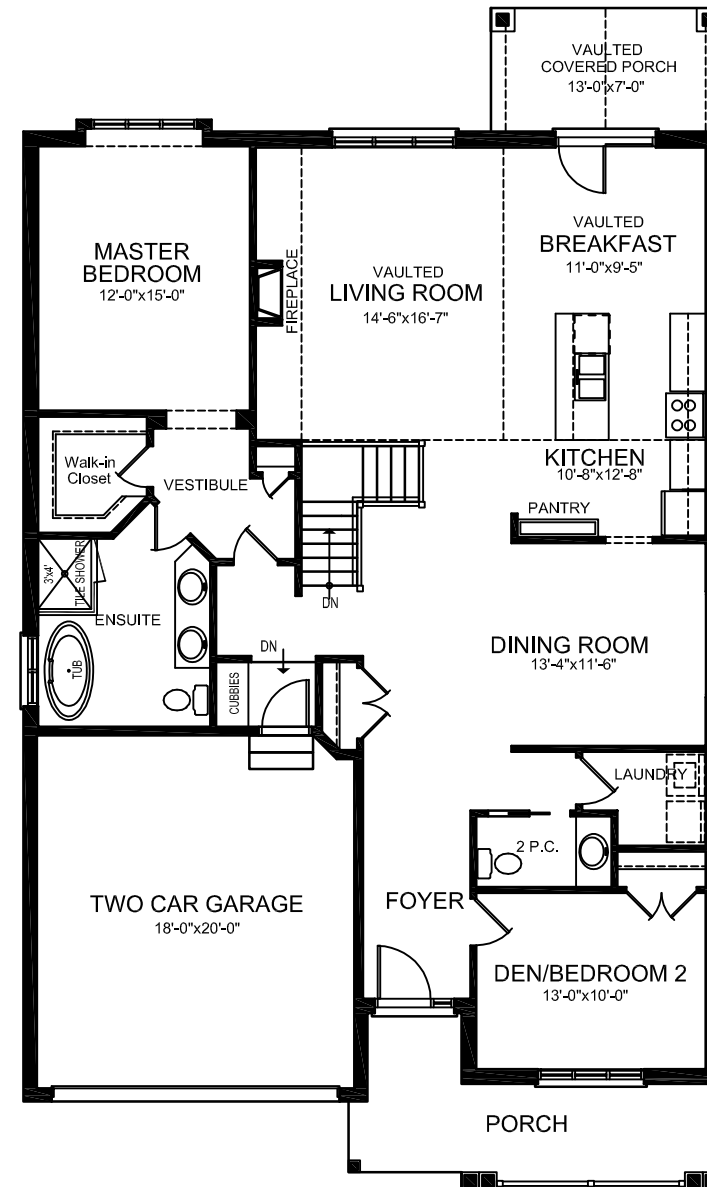 VAULTED
COVERED PORCH
13'-0"x7'-0"
MASTER
BEDROOM
12'-0"x15'-0"
FIREPLACE
VAULTED
LIVING ROOM
14'-6"x16'-7"
VAULTED
BREAKFAST
11'-0"x9'-5"
Walk-in
Closet
VESTIBULE
KITCHEN
10'-8"x12'-8"
PANTRY
3'x4'
TILE SHOWER
ENSUITE
TUB
DN
DN
CUBBIES
DINING ROOM
13'-4"x11'-6"
LAUNDRY
2 P.C.
TWO CAR GARAGE
18'-0"x20'-0"
FOYER
DEN/BEDROOM 2
13'-0"x10'-0"
PORCH